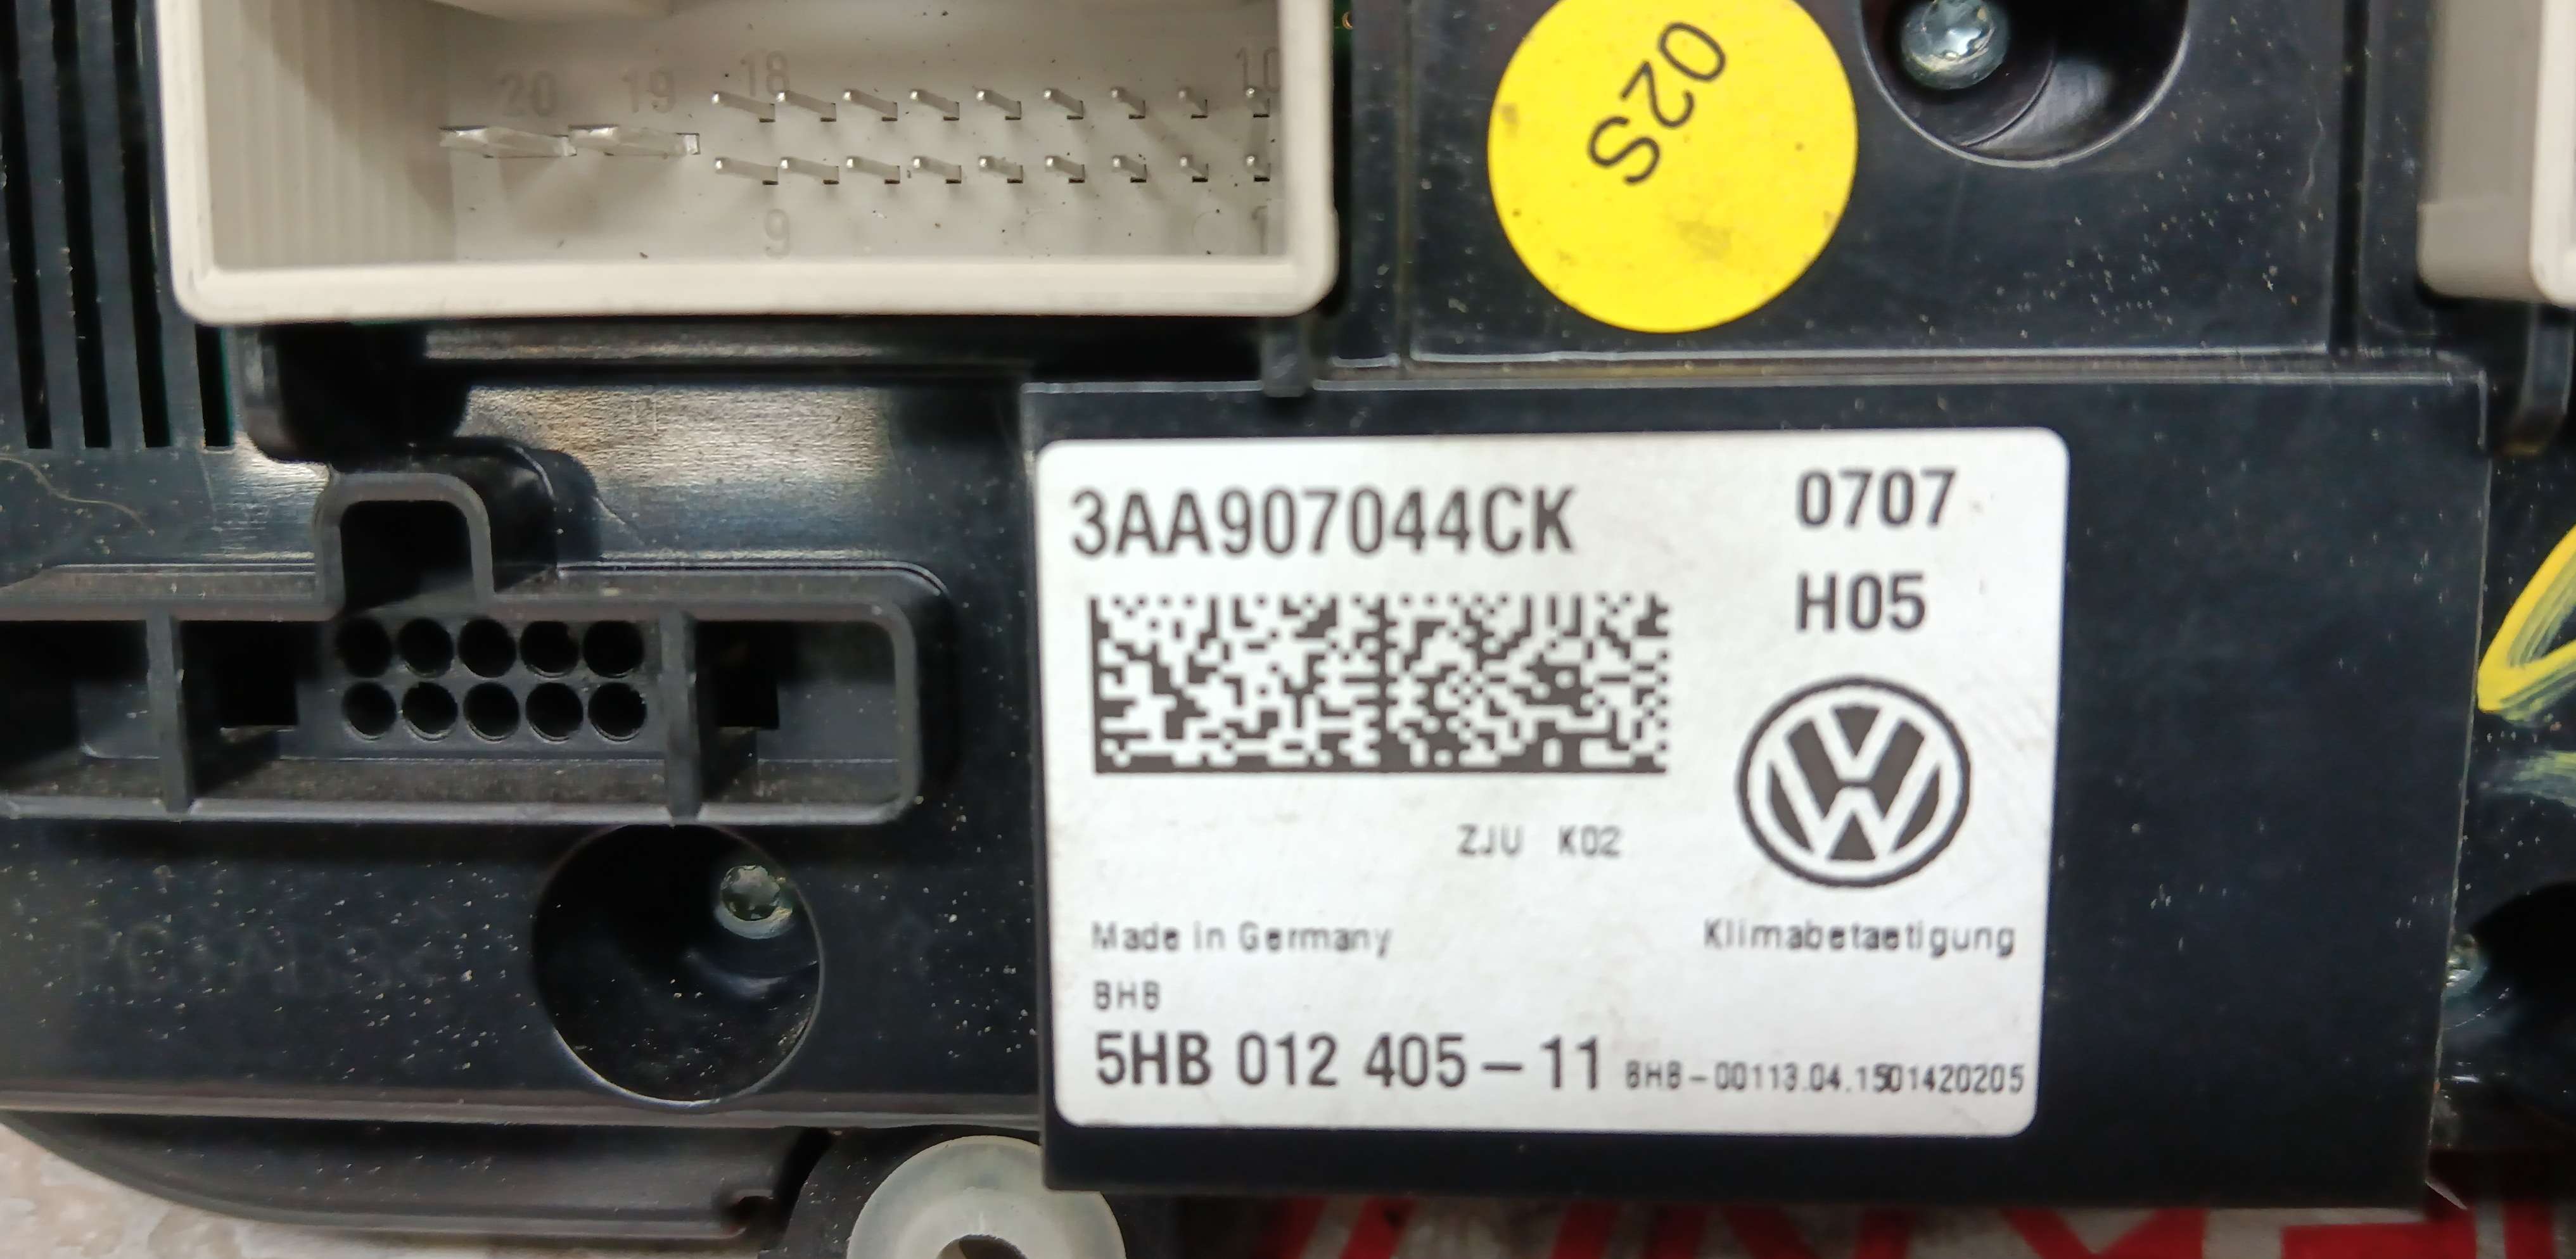 20 19 18 10
9 1
02S
3AA907044CK 0707
H05
ZJU K02
Made in Germany Klimabetaetigung
BHB
5HB 012 405-11 BHB-00113.04.1501420205